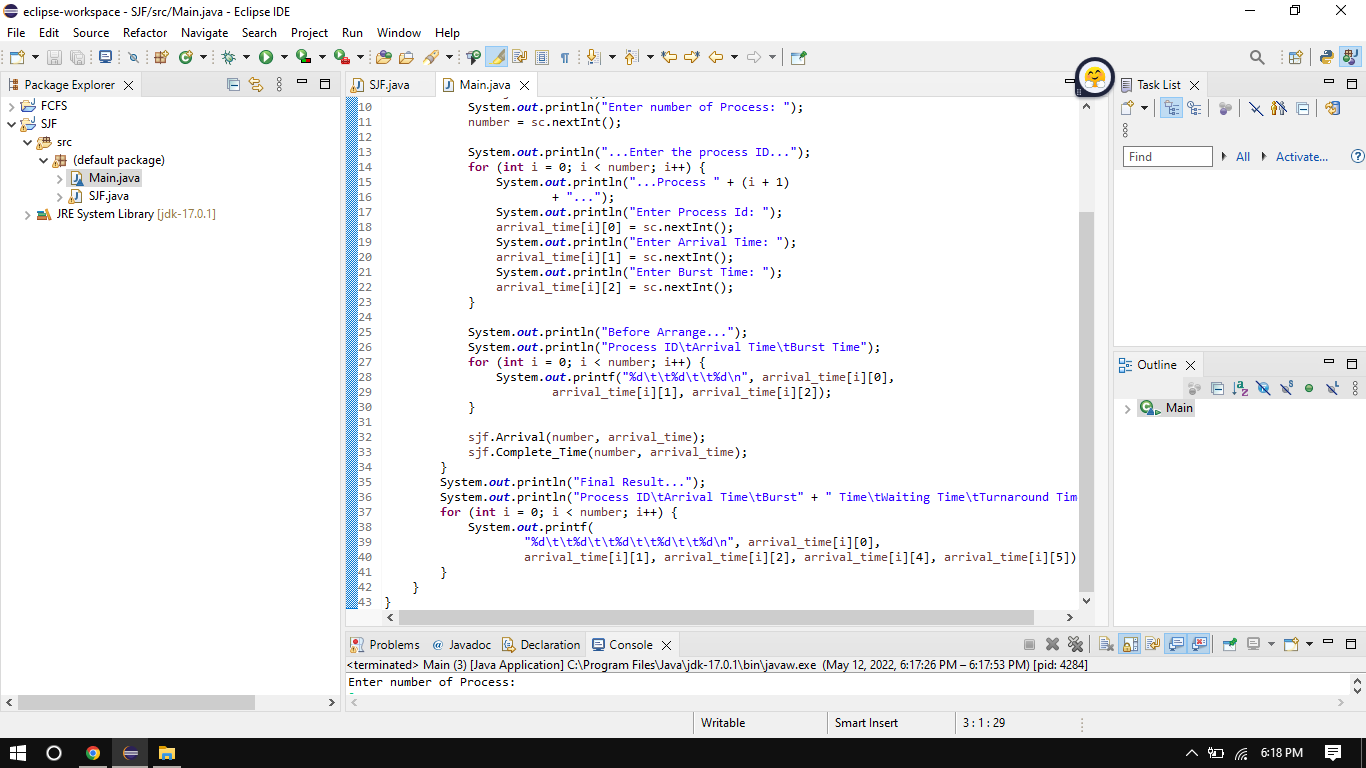 eclipse-workspace - SJF/src/Main.java - Eclipse IDE
File Edit Source Refactor Navigate Search Project Run Window Help
Package Explorer
FCFS
SJF
src
(default package)
Main.java
SJF.java
JRE System Library [jdk-17.0.1]
SJF.java Main.java
10 System.out.println("Enter number of Process: ");
11 number = sc.nextInt();
12
13 System.out.println("...Enter the process ID...");
14 for (int i = 0; i < number; i++) {
15 System.out.println("...Process " + (i + 1)
16 + "...");
17 System.out.println("Enter Process Id: ");
18 arrival_time[i][0] = sc.nextInt();
19 System.out.println("Enter Arrival Time: ");
20 arrival_time[i][1] = sc.nextInt();
21 System.out.println("Enter Burst Time: ");
22 arrival_time[i][2] = sc.nextInt();
23 }
24
25 System.out.println("Before Arrange...");
26 System.out.println("Process ID\tArrival Time\tBurst Time");
27 for (int i = 0; i < number; i++) {
28 System.out.printf("%d\t\t%d\t\t%d\n", arrival_time[i][0],
29 arrival_time[i][1], arrival_time[i][2]);
30 }
31
32 sjf.Arrival(number, arrival_time);
33 sjf.Complete_Time(number, arrival_time);
34 }
35 System.out.println("Final Result...");
36 System.out.println("Process ID\tArrival Time\tBurst" + " Time\tWaiting Time\tTurnaround Tim
37 for (int i = 0; i < number; i++) {
38 System.out.printf(
39 "%d\t\t%d\t\t%d\t\t%d\t\t%d\n", arrival_time[i][0],
40 arrival_time[i][1], arrival_time[i][2], arrival_time[i][4], arrival_time[i][5])
41 }
42 }
43 }
Task List
Find All Activate...
Outline
Main
Problems @ Javadoc Declaration Console
<terminated> Main (3) [Java Application] C:\Program Files\Java\jdk-17.0.1\bin\javaw.exe (May 12, 2022, 6:17:26 PM – 6:17:53 PM) [pid: 4284]
Enter number of Process:
Writable Smart Insert 3 : 1 : 29
6:18 PM